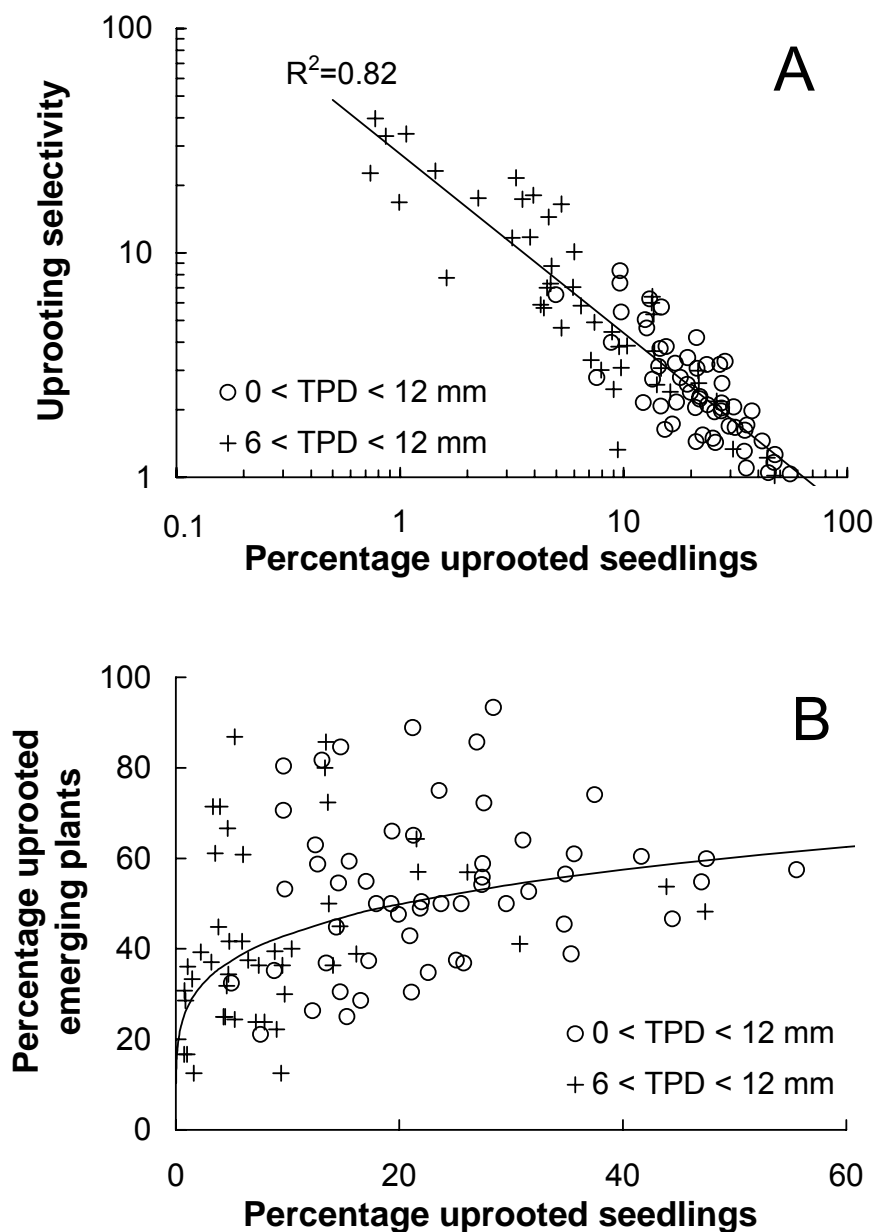 100
A
R²=0.82
Uprooting selectivity
10
0 < TPD < 12 mm
6 < TPD < 12 mm
1
0.1
1
10
100
Percentage uprooted seedlings
100
B
80
Percentage uprooted
emerging plants
60
40
20
0 < TPD < 12 mm
6 < TPD < 12 mm
0
0
20
40
60
Percentage uprooted seedlings